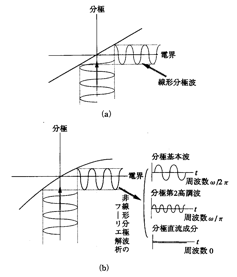 分極
電界
線形分極波
(a)
分極
電界
非線形分極の
フーリエ解析
分極基本波
t
周波数ω/2π
分極第2高調波
t
周波数ω/π
分極直流成分
t
周波数 0
(b)